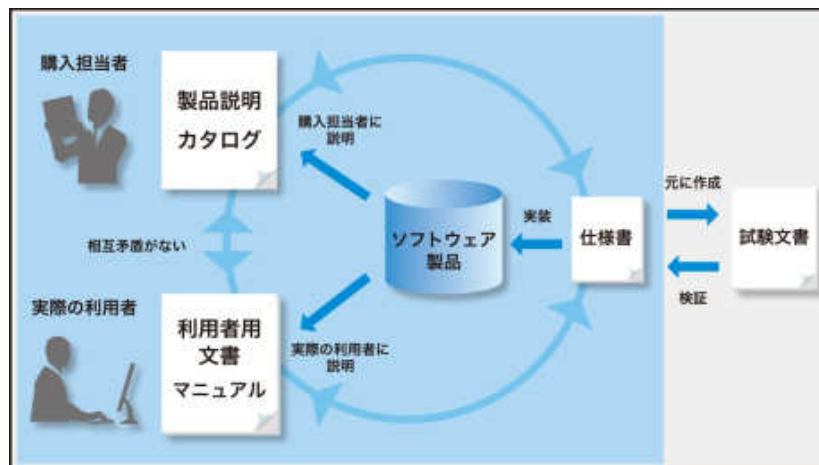 購入担当者
製品説明
カタログ
購入担当者に
説明
元に作成
実装
ソフトウェア
製品
仕様書
試験文書
相互矛盾がない
検証
実際の利用者
利用者用
文書
マニュアル
実際の利用者に
説明